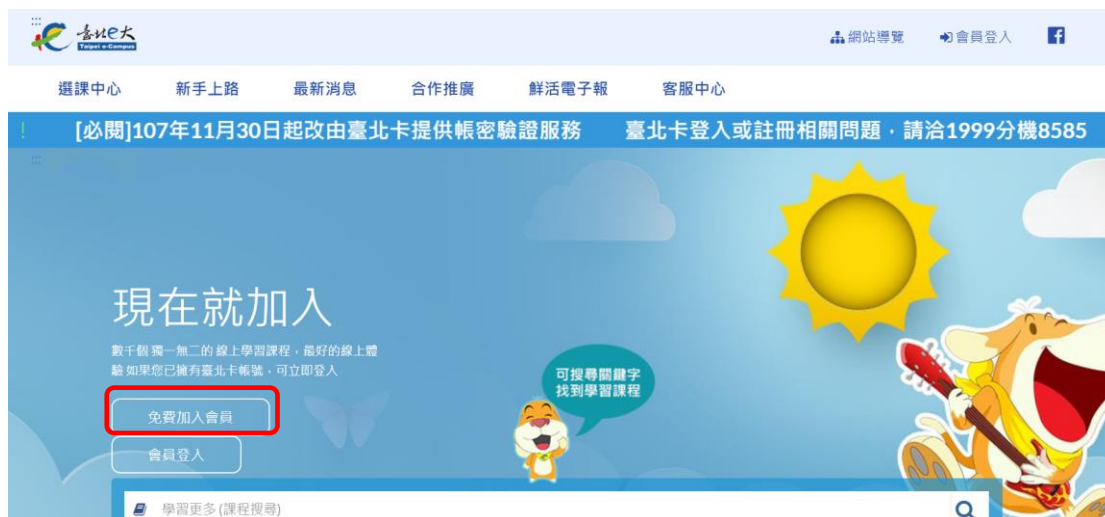 臺北e大
Taipei e-Campus
網站導覽
會員登入
選課中心
新手上路
最新消息
合作推廣
鮮活電子報
客服中心
! [必閱]107年11月30日起改由臺北卡提供帳密驗證服務 臺北卡登入或註冊相關問題，請洽1999分機8585
現在就加入
數千個 獨一無二的 線上學習課程，最好的線上體
驗 如果您已擁有臺北卡帳號，可立即登入
可搜尋關鍵字
找到學習課程
免費加入會員
會員登入
學習更多 (課程搜尋)